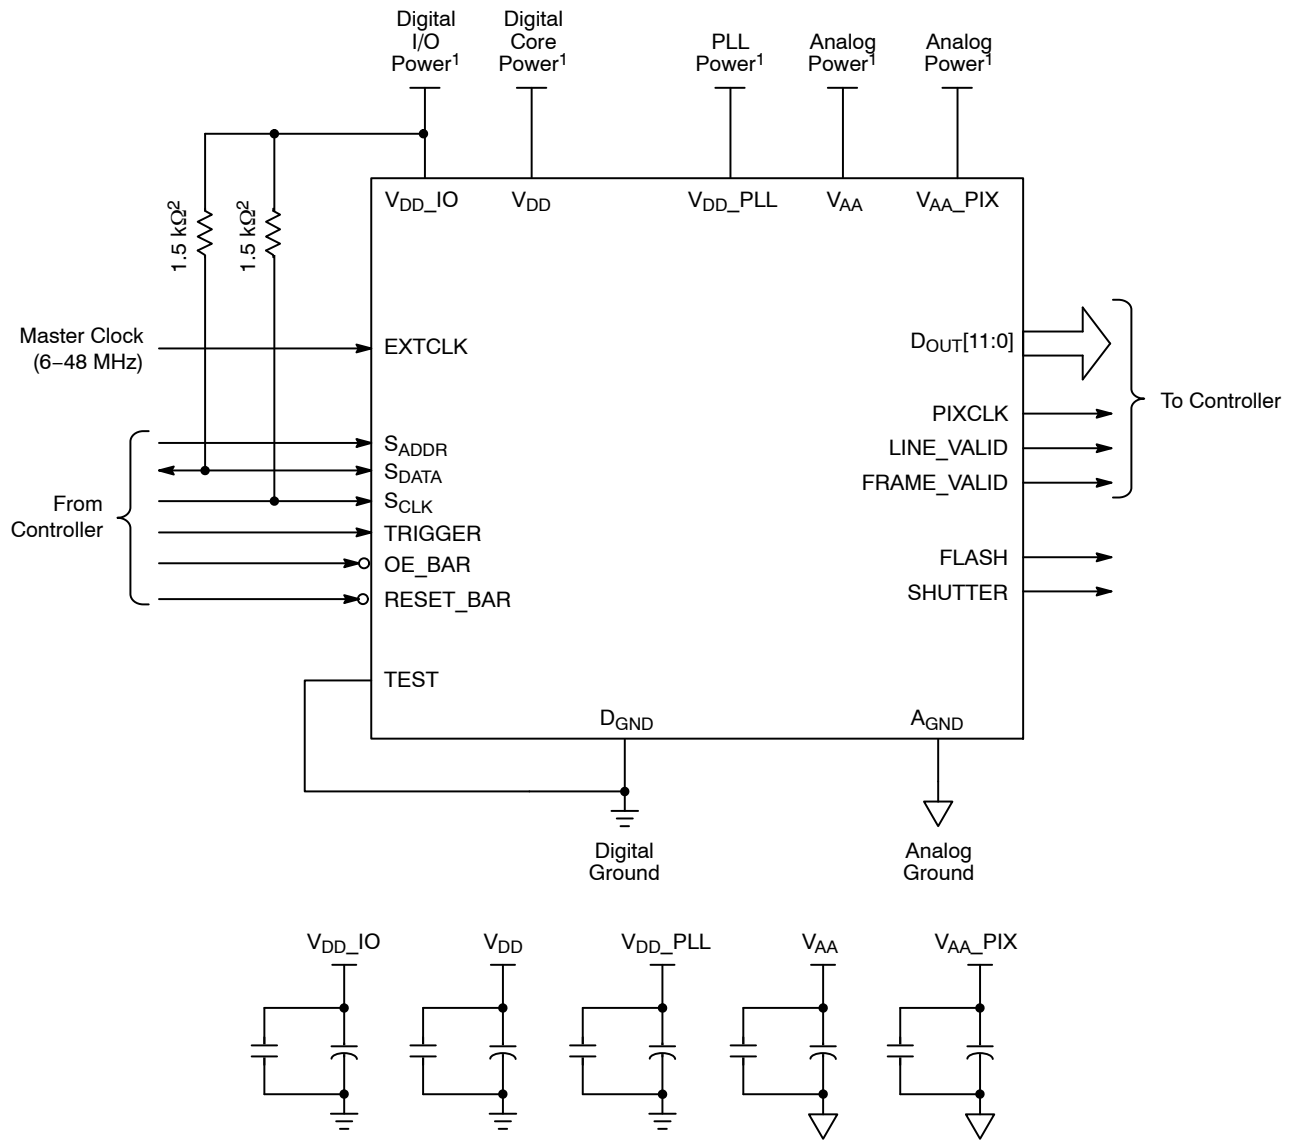 Digital
I/O
Power1
Digital
Core
Power1
PLL
Power1
Analog
Power1
Analog
Power1
VDD_IO
VDD
VDD_PLL
VAA
VAA_PIX
1.5 kΩ2
1.5 kΩ2
Master Clock
(6–48 MHz)
EXTCLK
DOUT[11:0]
PIXCLK
LINE_VALID
FRAME_VALID
To Controller
From
Controller
SADDR
SDATA
SCLK
TRIGGER
OE_BAR
RESET_BAR
FLASH
SHUTTER
TEST
DGND
AGND
Digital
Ground
Analog
Ground
VDD_IO
VDD
VDD_PLL
VAA
VAA_PIX